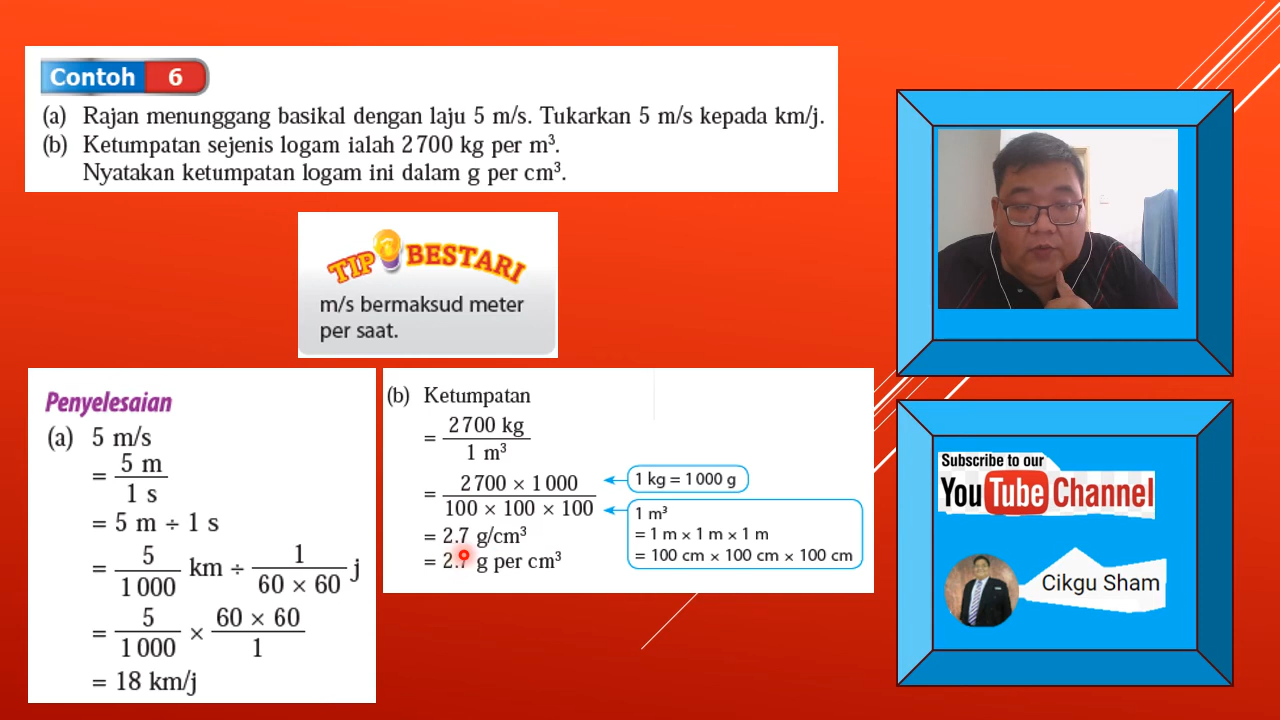 Contoh 6
(a) Rajan menunggang basikal dengan laju 5 m/s. Tukarkan 5 m/s kepada km/j.
(b) Ketumpatan sejenis logam ialah 2 700 kg per m³.
Nyatakan ketumpatan logam ini dalam g per cm³.
TIP BESTARI
m/s bermaksud meter
per saat.
Penyelesaian
(a) 5 m/s
= 5 m / 1 s
= 5 m ÷ 1 s
= 5 / 1 000 km ÷ 1 / 60 × 60 j
= 5 / 1 000 × 60 × 60 / 1
= 18 km/j
(b) Ketumpatan
= 2 700 kg / 1 m³
= 2 700 × 1 000 / 100 × 100 × 100
1 kg = 1 000 g
1 m³
= 1 m × 1 m × 1 m
= 100 cm × 100 cm × 100 cm
= 2.7 g/cm³
= 2.7 g per cm³
Subscribe to our
YouTube Channel
Cikgu Sham